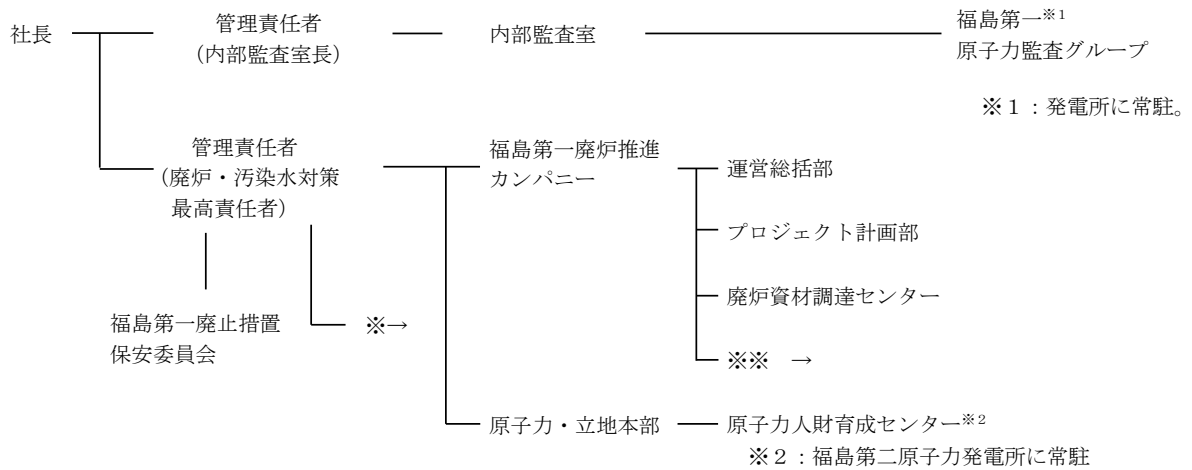 社長
管理責任者
(内部監査室長)
内部監査室
福島第一※1
原子力監査グループ
※1:発電所に常駐。
管理責任者
(廃炉・汚染水対策
最高責任者)
福島第一廃炉推進
カンパニー
運営総括部
プロジェクト計画部
廃炉資材調達センター
※※ →
福島第一廃止措置
保安委員会
※→
原子力・立地本部
原子力人財育成センター※2
※2:福島第二原子力発電所に常駐